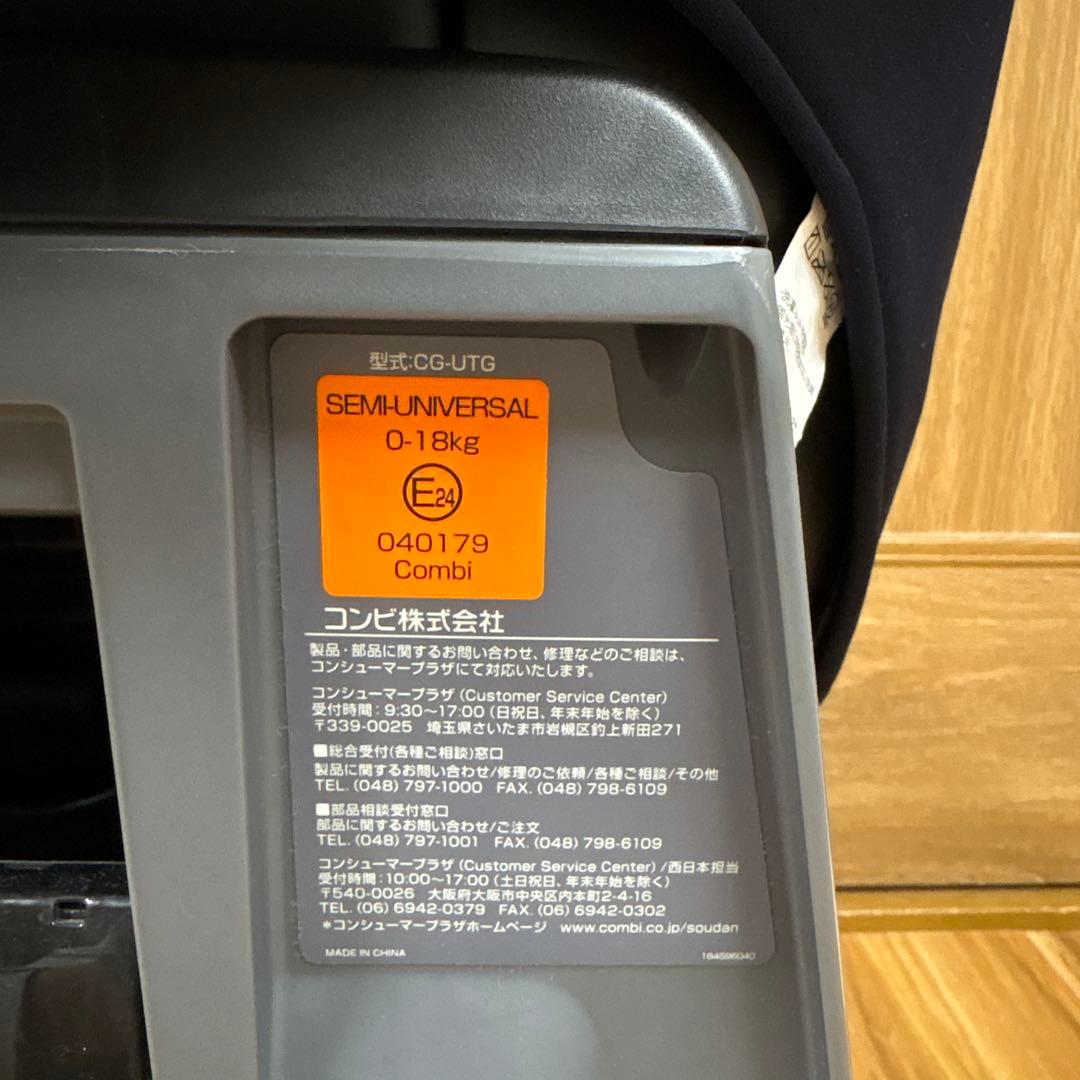 型式:CG-UTG
SEMI-UNIVERSAL
0-18kg
E24
040179
Combi
コンビ株式会社
製品・部品に関するお問い合わせ、修理などのご相談は、
コンシューマープラザにて対応いたします。
コンシューマープラザ (Customer Service Center)
受付時間:9:30~17:00 (日祝日、年末年始を除く)
〒339-0025 埼玉県さいたま市岩槻区釣上新田271
■総合受付(各種ご相談)窓口
製品に関するお問い合わせ/修理のご依頼/各種ご相談/その他
TEL. (048) 797-1000 FAX. (048) 798-6109
■部品相談受付窓口
部品に関するお問い合わせ/ご注文
TEL. (048) 797-1001 FAX. (048) 798-6109
コンシューマープラザ (Customer Service Center) /西日本担当
受付時間:10:00~17:00 (土日祝日、年末年始を除く)
〒540-0026 大阪府大阪市中央区内本町2-4-16
TEL. (06) 6942-0379 FAX. (06) 6942-0302
*コンシューマープラザホームページ www.combi.co.jp/soudan
MADE IN CHINA
164596040